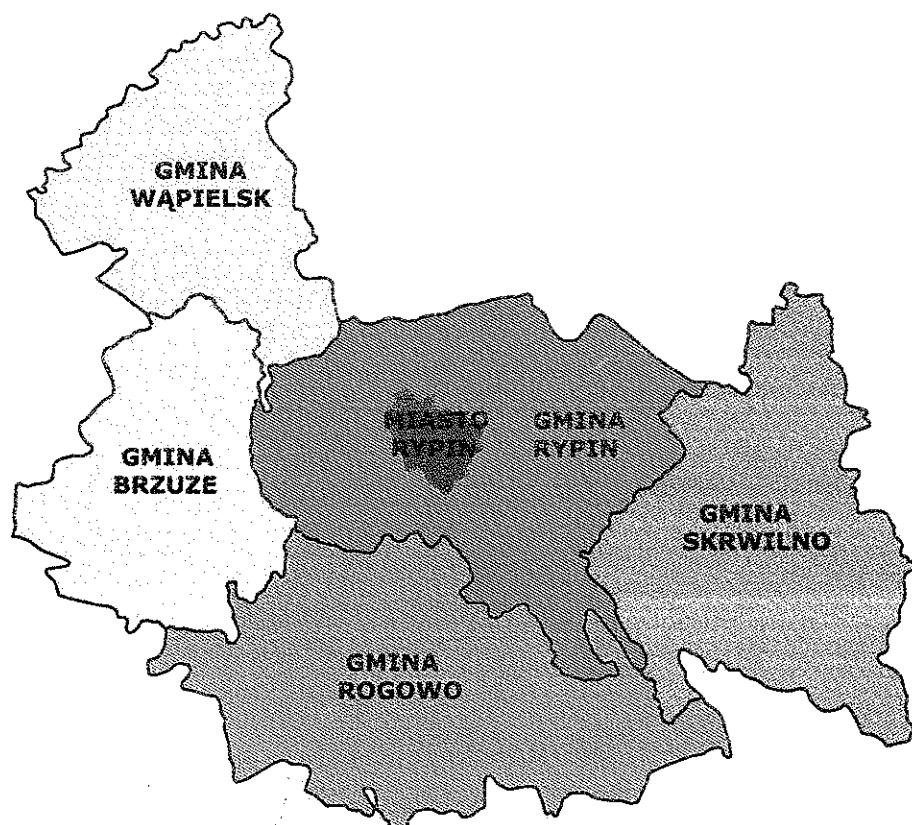 GMINA
WĄPIELSK
MIASTO
RYPIN
GMINA
RYPIN
GMINA
BRZUZE
GMINA
SKRWILNO
GMINA
ROGOWO